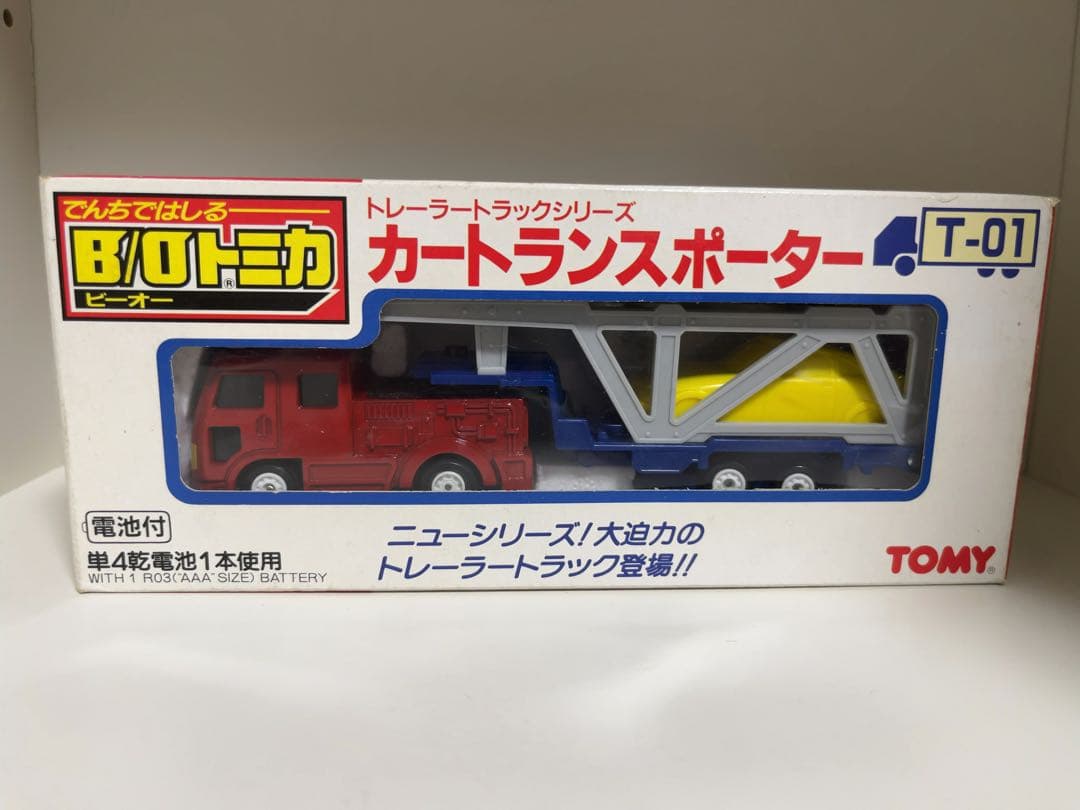 でんちではしる
B/Oトミカ®
ビーオー
トレーラートラックシリーズ
カートランスポーター
T-01
電池付
単4乾電池1本使用
WITH 1 R03("AAA" SIZE) BATTERY
ニューシリーズ!大迫力の
トレーラートラック登場!!
TOMY®